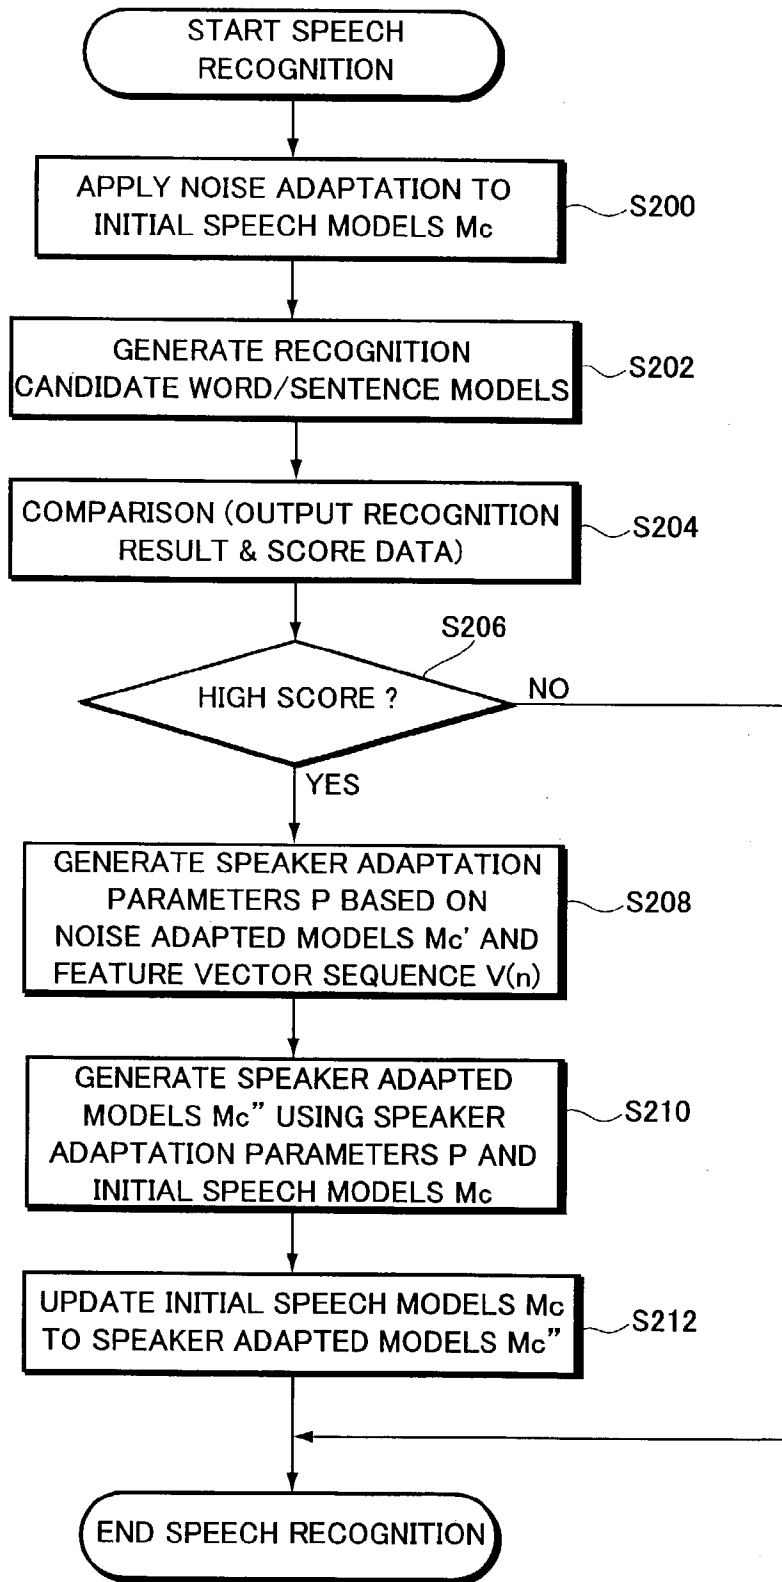 START SPEECH
RECOGNITION
APPLY NOISE ADAPTATION TO
INITIAL SPEECH MODELS Mc
S200
GENERATE RECOGNITION
CANDIDATE WORD/SENTENCE MODELS
S202
COMPARISON (OUTPUT RECOGNITION
RESULT & SCORE DATA)
S204
S206
HIGH SCORE ?
NO
YES
GENERATE SPEAKER ADAPTATION
PARAMETERS P BASED ON
NOISE ADAPTED MODELS Mc' AND
FEATURE VECTOR SEQUENCE V(n)
S208
GENERATE SPEAKER ADAPTED
MODELS Mc” USING SPEAKER
ADAPTATION PARAMETERS P AND
INITIAL SPEECH MODELS Mc
S210
UPDATE INITIAL SPEECH MODELS Mc
TO SPEAKER ADAPTED MODELS Mc”
S212
END SPEECH RECOGNITION